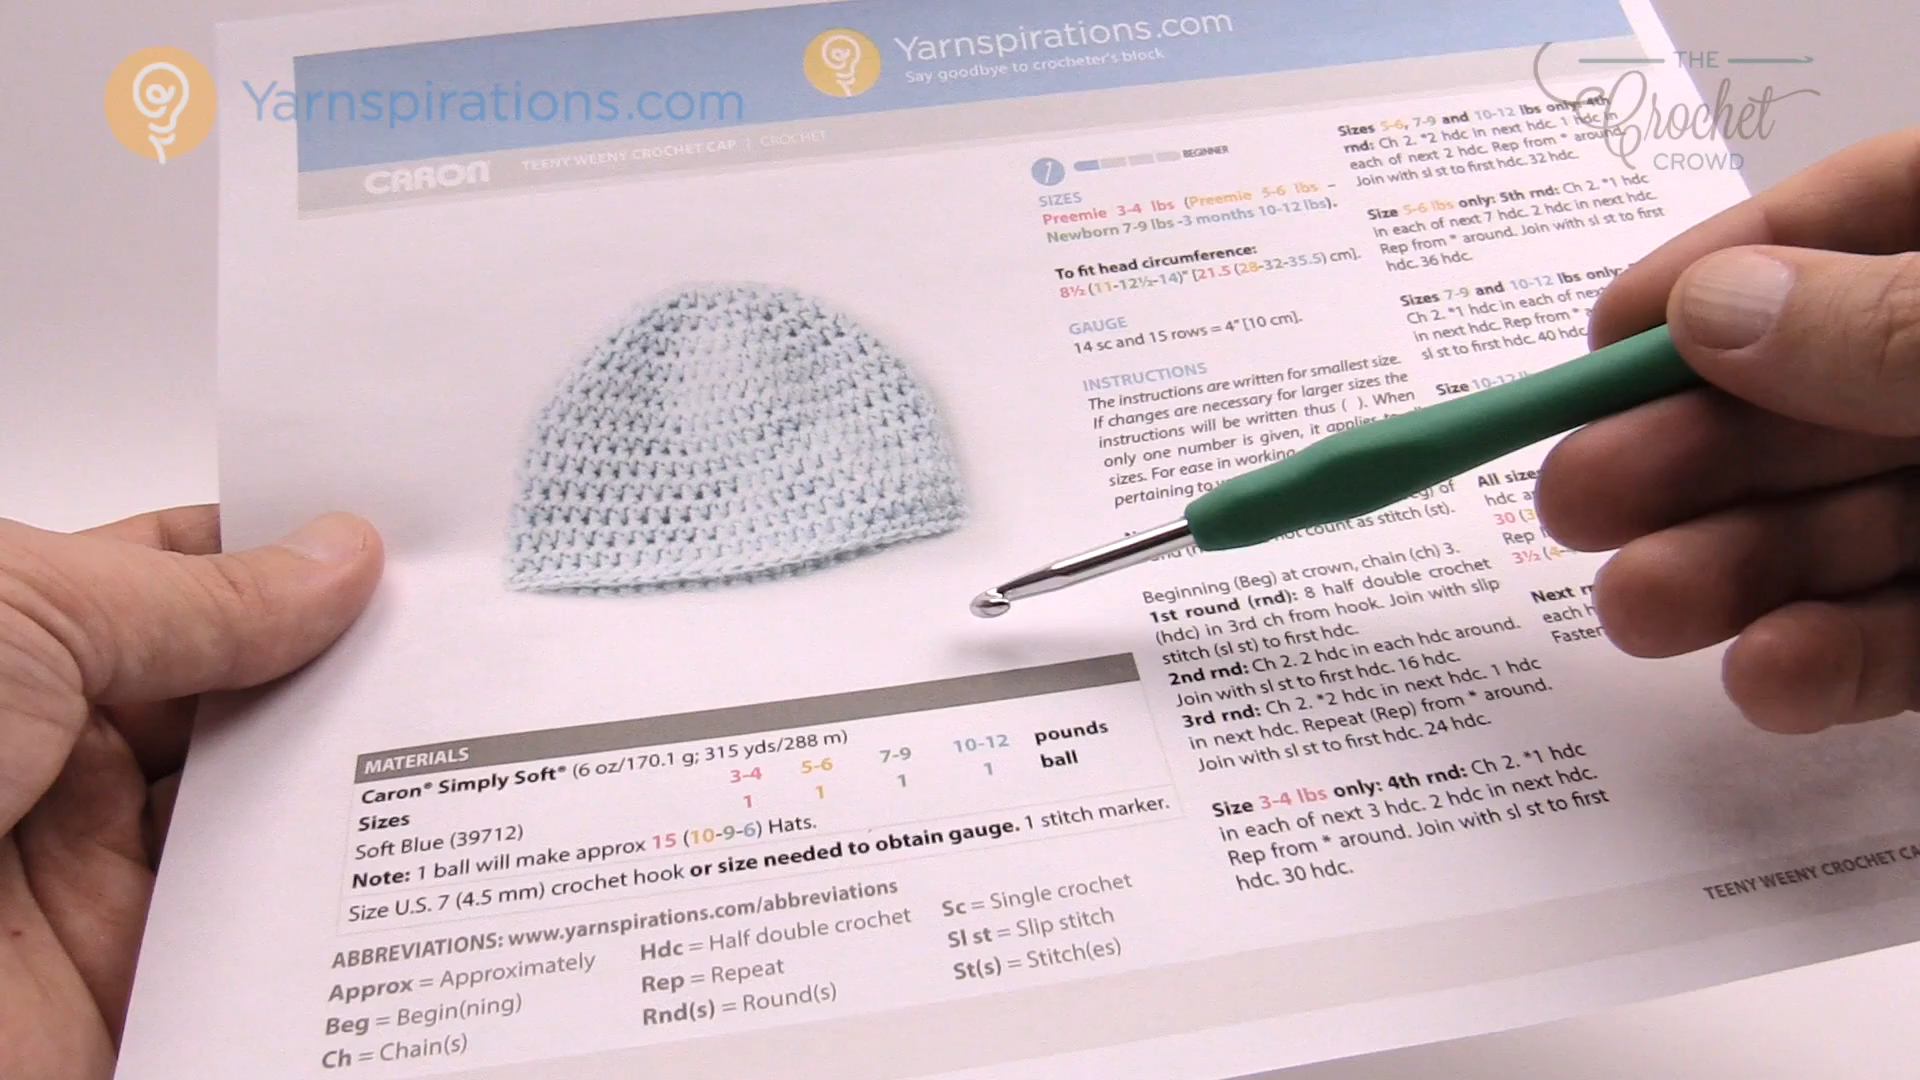 Yarnspirations.com
Yarnspirations.com
Say goodbye to crocheter's block
THE
Crochet
CROWD
CARON TEENY WEENY CROCHET CAP | CROCHET
1 BEGINNER
SIZES
Preemie 3-4 lbs (Preemie 5-6 lbs –
Newborn 7-9 lbs -3 months 10-12 lbs).
To fit head circumference:
8½ (11-12½-14)" [21.5 (28-32-35.5) cm].
GAUGE
14 sc and 15 rows = 4" [10 cm].
INSTRUCTIONS
The instructions are written for smallest size.
If changes are necessary for larger sizes the
instructions will be written thus ( ). When
only one number is given, it applies
sizes. For ease in working
pertaining to
of
not count as stitch (st).
Beginning (Beg) at crown, chain (ch) 3.
1st round (rnd): 8 half double crochet
(hdc) in 3rd ch from hook. Join with slip
stitch (sl st) to first hdc.
2nd rnd: Ch 2. 2 hdc in each hdc around.
Join with sl st to first hdc. 16 hdc.
3rd rnd: Ch 2. *2 hdc in next hdc. 1 hdc
in next hdc. Repeat (Rep) from * around.
Join with sl st to first hdc. 24 hdc.
Size 3-4 lbs only: 4th rnd: Ch 2. *1 hdc
in each of next 3 hdc. 2 hdc in next hdc.
Rep from * around. Join with sl st to first
hdc. 30 hdc.
Sizes 5-6, 7-9 and 10-12 lbs only: 4th
rnd: Ch 2. *2 hdc in next hdc. 1 hdc in
each of next 2 hdc. Rep from * around.
Join with sl st to first hdc. 32 hdc.
Size 5-6 lbs only: 5th rnd: Ch 2. *1 hdc
in each of next 7 hdc. 2 hdc in next hdc.
Rep from * around. Join with sl st to first
hdc. 36 hdc.
Sizes 7-9 and 10-12 lbs only:
Ch 2. *1 hdc in each of
in next hdc. Rep from *
sl st to first hdc. 40 hdc.
Size 10-12
All
hdc
30
Rep
3½
Next
each
MATERIALS
Caron® Simply Soft® (6 oz/170.1 g; 315 yds/288 m)
Sizes 3-4 5-6 7-9 10-12 pounds
Soft Blue (39712) 1 1 1 1 ball
Note: 1 ball will make approx 15 (10-9-6) Hats.
Size U.S. 7 (4.5 mm) crochet hook or size needed to obtain gauge. 1 stitch marker.
ABBREVIATIONS: www.yarnspirations.com/abbreviations
Approx = Approximately
Beg = Begin(ning)
Ch = Chain(s)
Hdc = Half double crochet
Rep = Repeat
Rnd(s) = Round(s)
Sc = Single crochet
Sl st = Slip stitch
St(s) = Stitch(es)
TEENY WEENY CROCHET